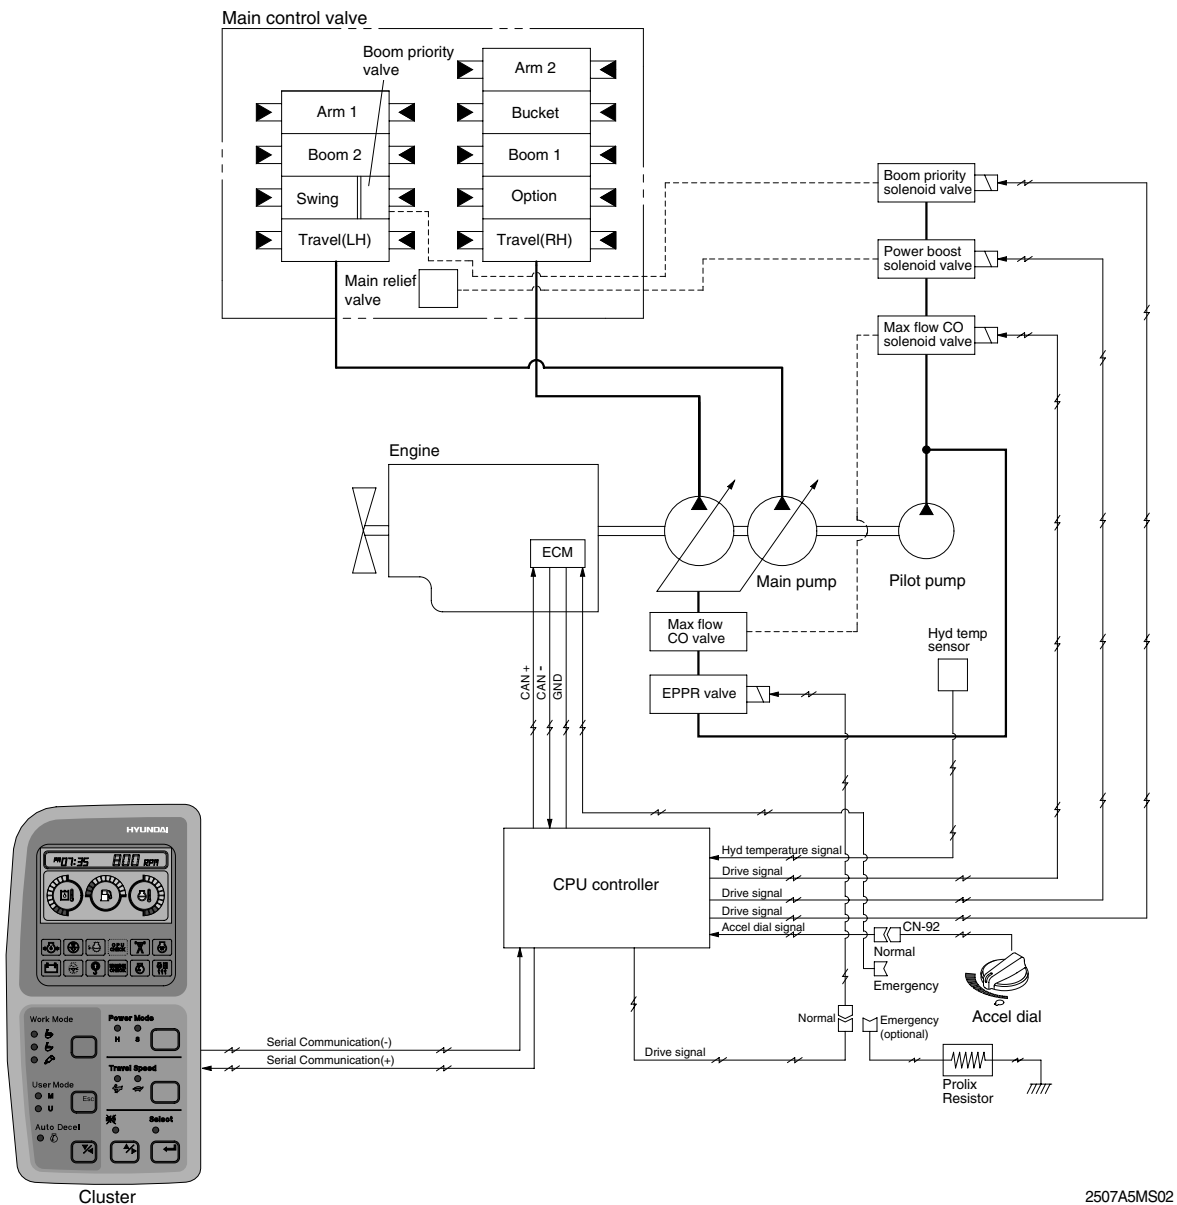 Main control valve
Boom priority
valve
Arm 1
Boom 2
Swing
Travel(LH)
Arm 2
Bucket
Boom 1
Option
Travel(RH)
Main relief
valve
Boom priority
solenoid valve
Power boost
solenoid valve
Max flow CO
solenoid valve
Engine
ECM
Main pump
Pilot pump
Max flow
CO valve
EPPR valve
Hyd temp
sensor
CAN +
CAN -
GND
CPU controller
Hyd temperature signal
Drive signal
Drive signal
Drive signal
Accel dial signal
CN-92
Normal
Emergency
Accel dial
Normal
Emergency
(optional)
Drive signal
Prolix
Resistor
Serial Communication(-)
Serial Communication(+)
HYUNDAI
07:35
800 RPM
CPU
CHECK
Work Mode
Power Mode
H S
Travel Speed
User Mode
M
U
Esc
Auto Decel
Select
Cluster
2507A5MS02